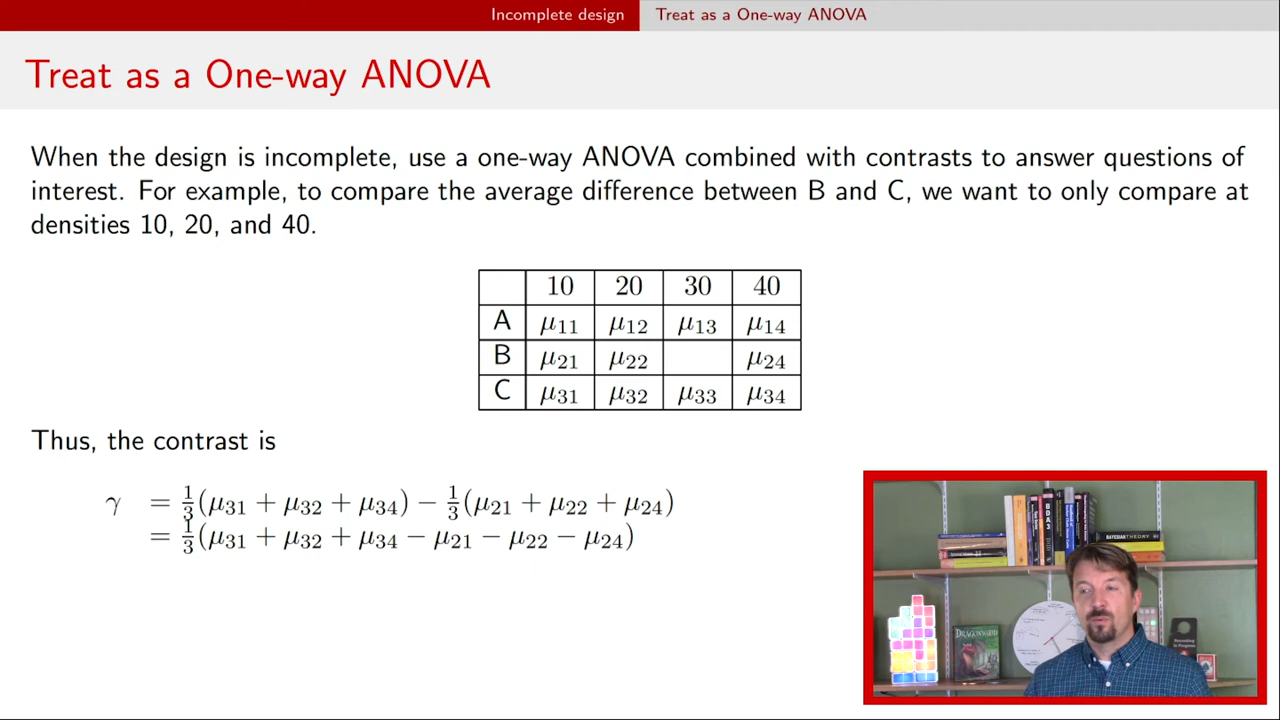 Incomplete design Treat as a One-way ANOVA
Treat as a One-way ANOVA
When the design is incomplete, use a one-way ANOVA combined with contrasts to answer questions of
interest. For example, to compare the average difference between B and C, we want to only compare at
densities 10, 20, and 40.
10 20 30 40
A μ₁₁ μ₁₂ μ₁₃ μ₁₄
B μ₂₁ μ₂₂ μ₂₄
C μ₃₁ μ₃₂ μ₃₃ μ₃₄
Thus, the contrast is
γ = 1/3(μ₃₁ + μ₃₂ + μ₃₄) − 1/3(μ₂₁ + μ₂₂ + μ₂₄)
= 1/3(μ₃₁ + μ₃₂ + μ₃₄ − μ₂₁ − μ₂₂ − μ₂₄)
BDA3
BAYESIAN THEORY
DRAGONWOOD